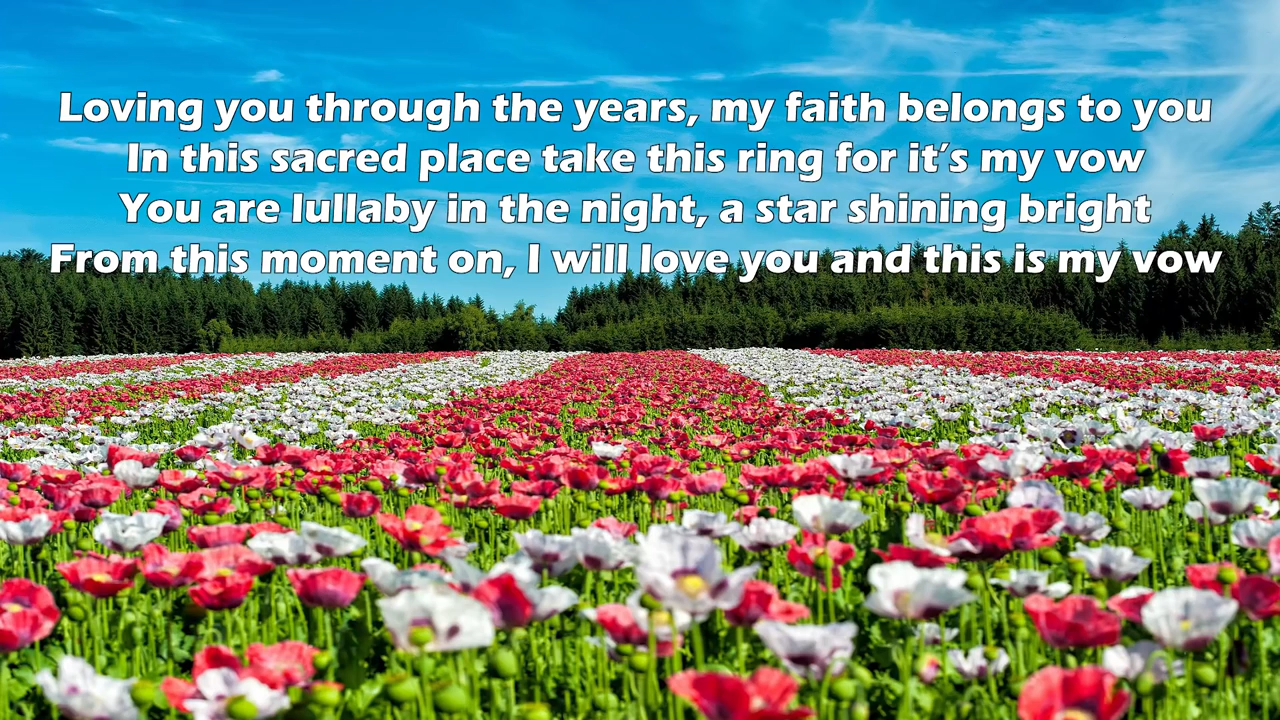 Loving you through the years, my faith belongs to you
In this sacred place take this ring for it’s my vow
You are lullaby in the night, a star shining bright
From this moment on, I will love you and this is my vow